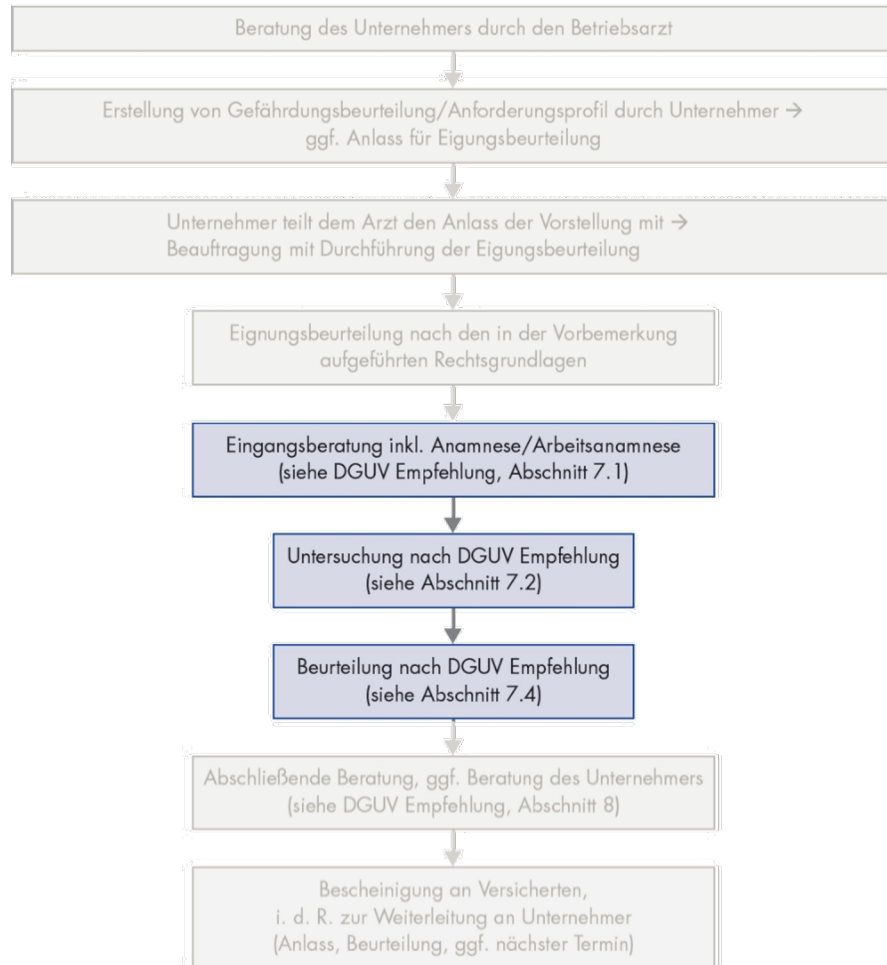 Beratung des Unternehmers durch den Betriebsarzt
Erstellung von Gefährdungsbeurteilung/Anforderungsprofil durch Unternehmer →
ggf. Anlass für Eigungsbeurteilung
Unternehmer teilt dem Arzt den Anlass der Vorstellung mit →
Beauftragung mit Durchführung der Eigungsbeurteilung
Eignungsbeurteilung nach den in der Vorbemerkung
aufgeführten Rechtsgrundlagen
Eingangsberatung inkl. Anamnese/Arbeitsanamnese
(siehe DGUV Empfehlung, Abschnitt 7.1)
Untersuchung nach DGUV Empfehlung
(siehe Abschnitt 7.2)
Beurteilung nach DGUV Empfehlung
(siehe Abschnitt 7.4)
Abschließende Beratung, ggf. Beratung des Unternehmers
(siehe DGUV Empfehlung, Abschnitt 8)
Bescheinigung an Versicherten,
i. d. R. zur Weiterleitung an Unternehmer
(Anlass, Beurteilung, ggf. nächster Termin)